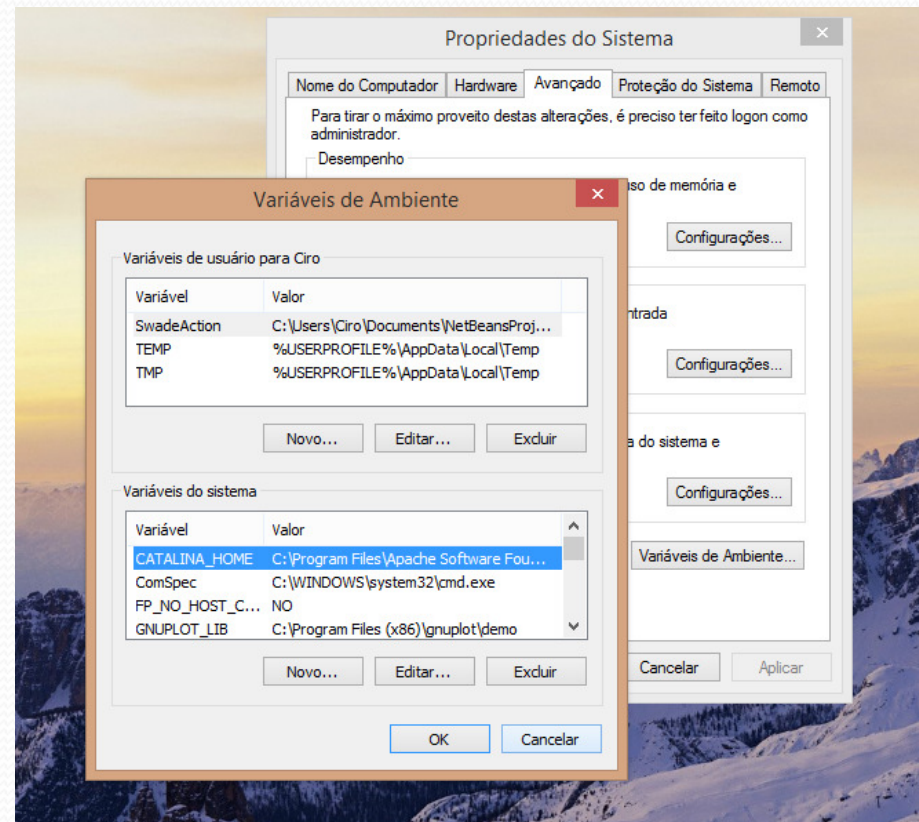 Propriedades do Sistema
Nome do Computador Hardware Avançado Proteção do Sistema Remoto
Para tirar o máximo proveito destas alterações, é preciso ter feito logon como
administrador.
Desempenho
uso de memória e
Configurações...
ntrada
Configurações...
a do sistema e
Configurações...
Variáveis de Ambiente...
Cancelar Aplicar
Variáveis de Ambiente
Variáveis de usuário para Ciro
Variável Valor
SwadeAction C:\Users\Ciro\Documents\NetBeansProj...
TEMP %USERPROFILE%\AppData\Local\Temp
TMP %USERPROFILE%\AppData\Local\Temp
Novo... Editar... Excluir
Variáveis do sistema
Variável Valor
CATALINA_HOME C:\Program Files\Apache Software Fou...
ComSpec C:\WINDOWS\system32\cmd.exe
FP_NO_HOST_C... NO
GNUPLOT_LIB C:\Program Files (x86)\gnuplot\demo
Novo... Editar... Excluir
OK Cancelar